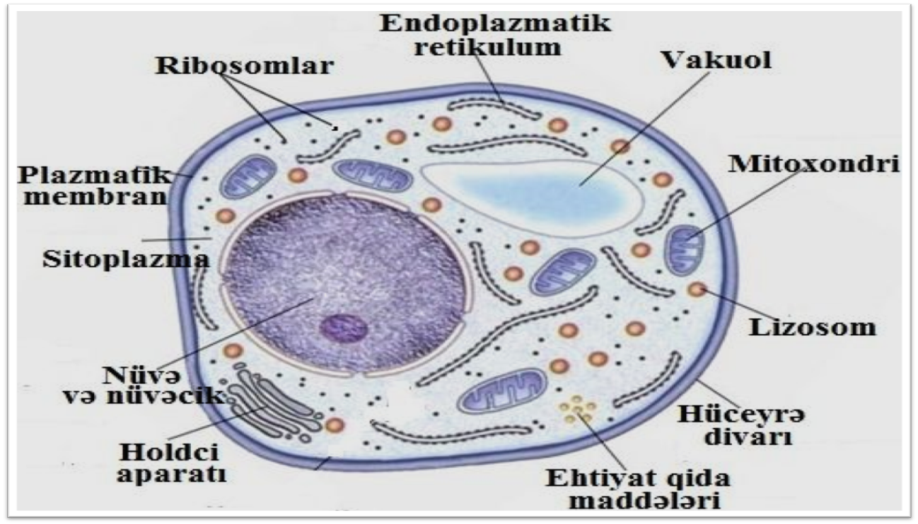 Endoplazmatik
retikulum
Ribosomlar
Vakuol
Plazmatik
membran
Mitoxondri
Sitoplazma
Lizosom
Nüvə
və nüvəcik
Hüceyrə
divarı
Holdci
aparatı
Ehtiyat qida
maddələri